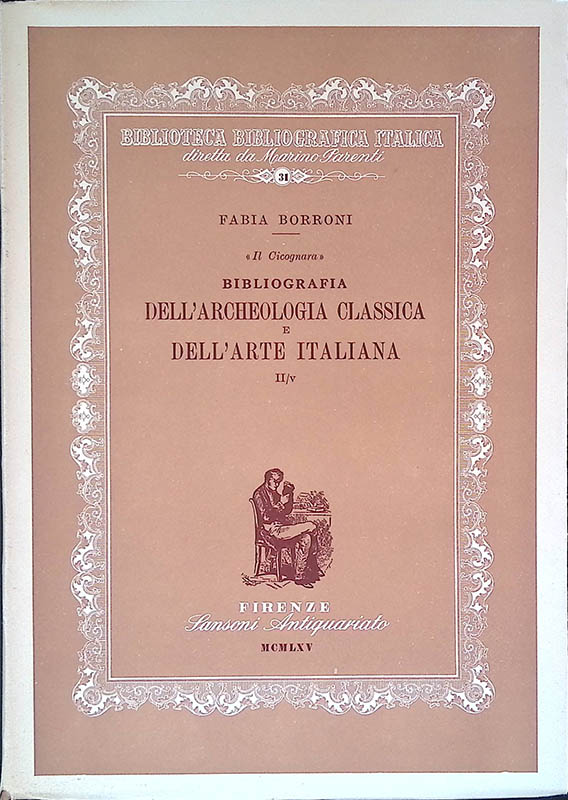 BIBLIOTECA BIBLIOGRAFICA ITALICA
diretta da Marino Parenti
31
FABIA BORRONI
«Il Cicognara»
BIBLIOGRAFIA
DELL'ARCHEOLOGIA CLASSICA
E
DELL'ARTE ITALIANA
II/V
FIRENZE
Sansoni Antiquariato
MCMLXV